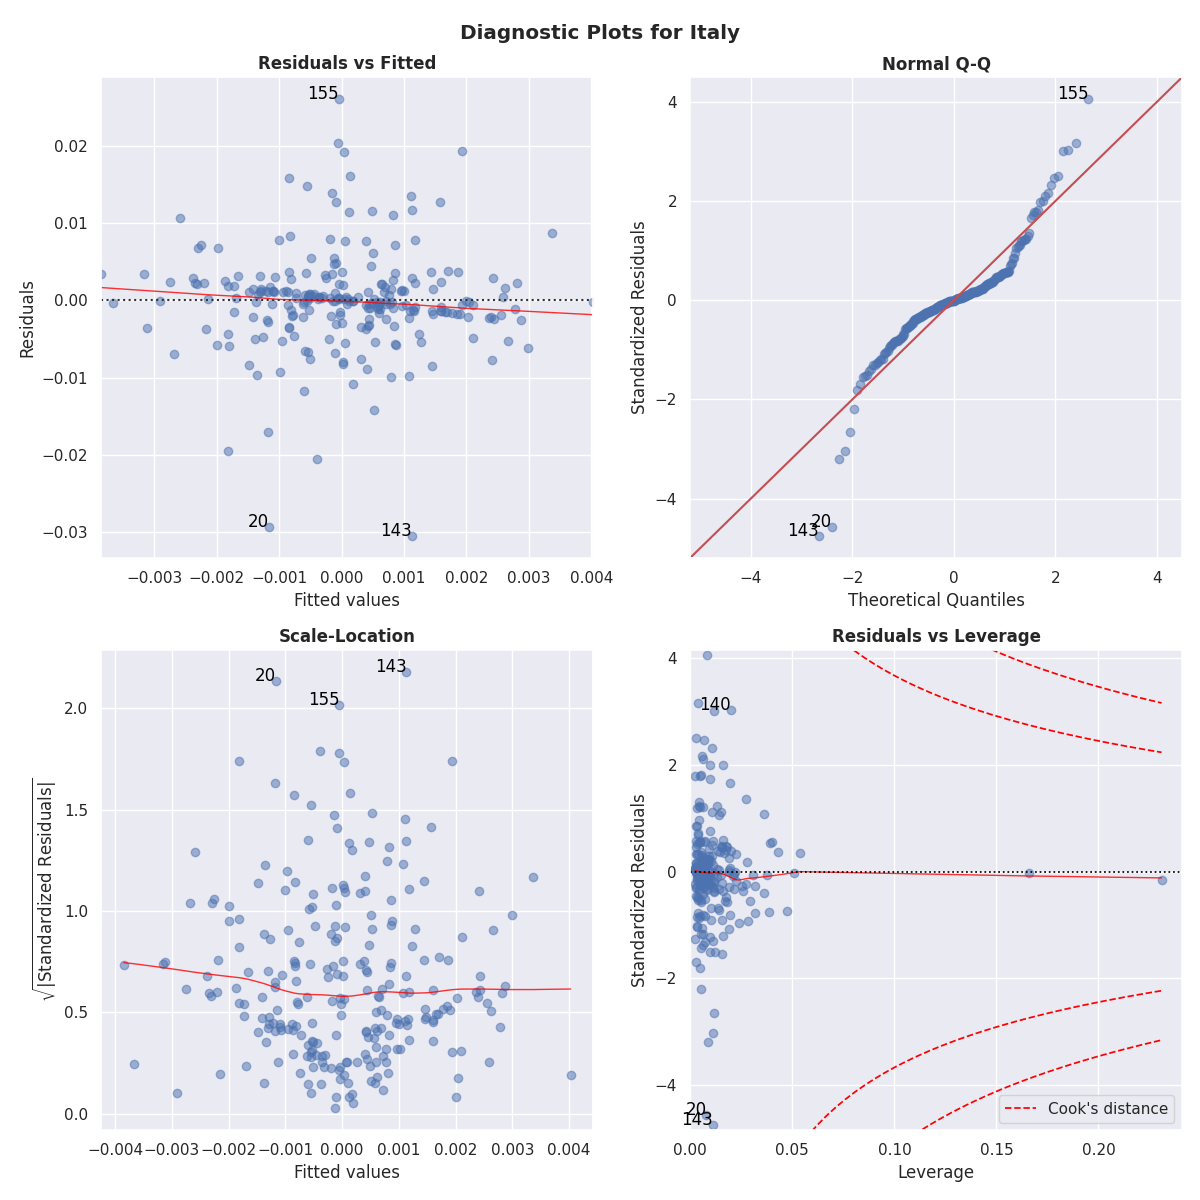 Diagnostic Plots for Italy
Residuals vs Fitted
Residuals
0.02
0.01
0.00
−0.01
−0.02
−0.03
155
20
143
−0.003 −0.002 −0.001 0.000 0.001 0.002 0.003 0.004
Fitted values
Normal Q-Q
Standardized Residuals
4
2
0
−2
−4
155
20
143
−4 −2 0 2 4
Theoretical Quantiles
Scale-Location
√|Standardized Residuals|
2.0
1.5
1.0
0.5
0.0
20
143
155
−0.004 −0.003 −0.002 −0.001 0.000 0.001 0.002 0.003 0.004
Fitted values
Residuals vs Leverage
Standardized Residuals
4
2
0
−2
−4
140
20
143
Cook's distance
0.00 0.05 0.10 0.15 0.20
Leverage